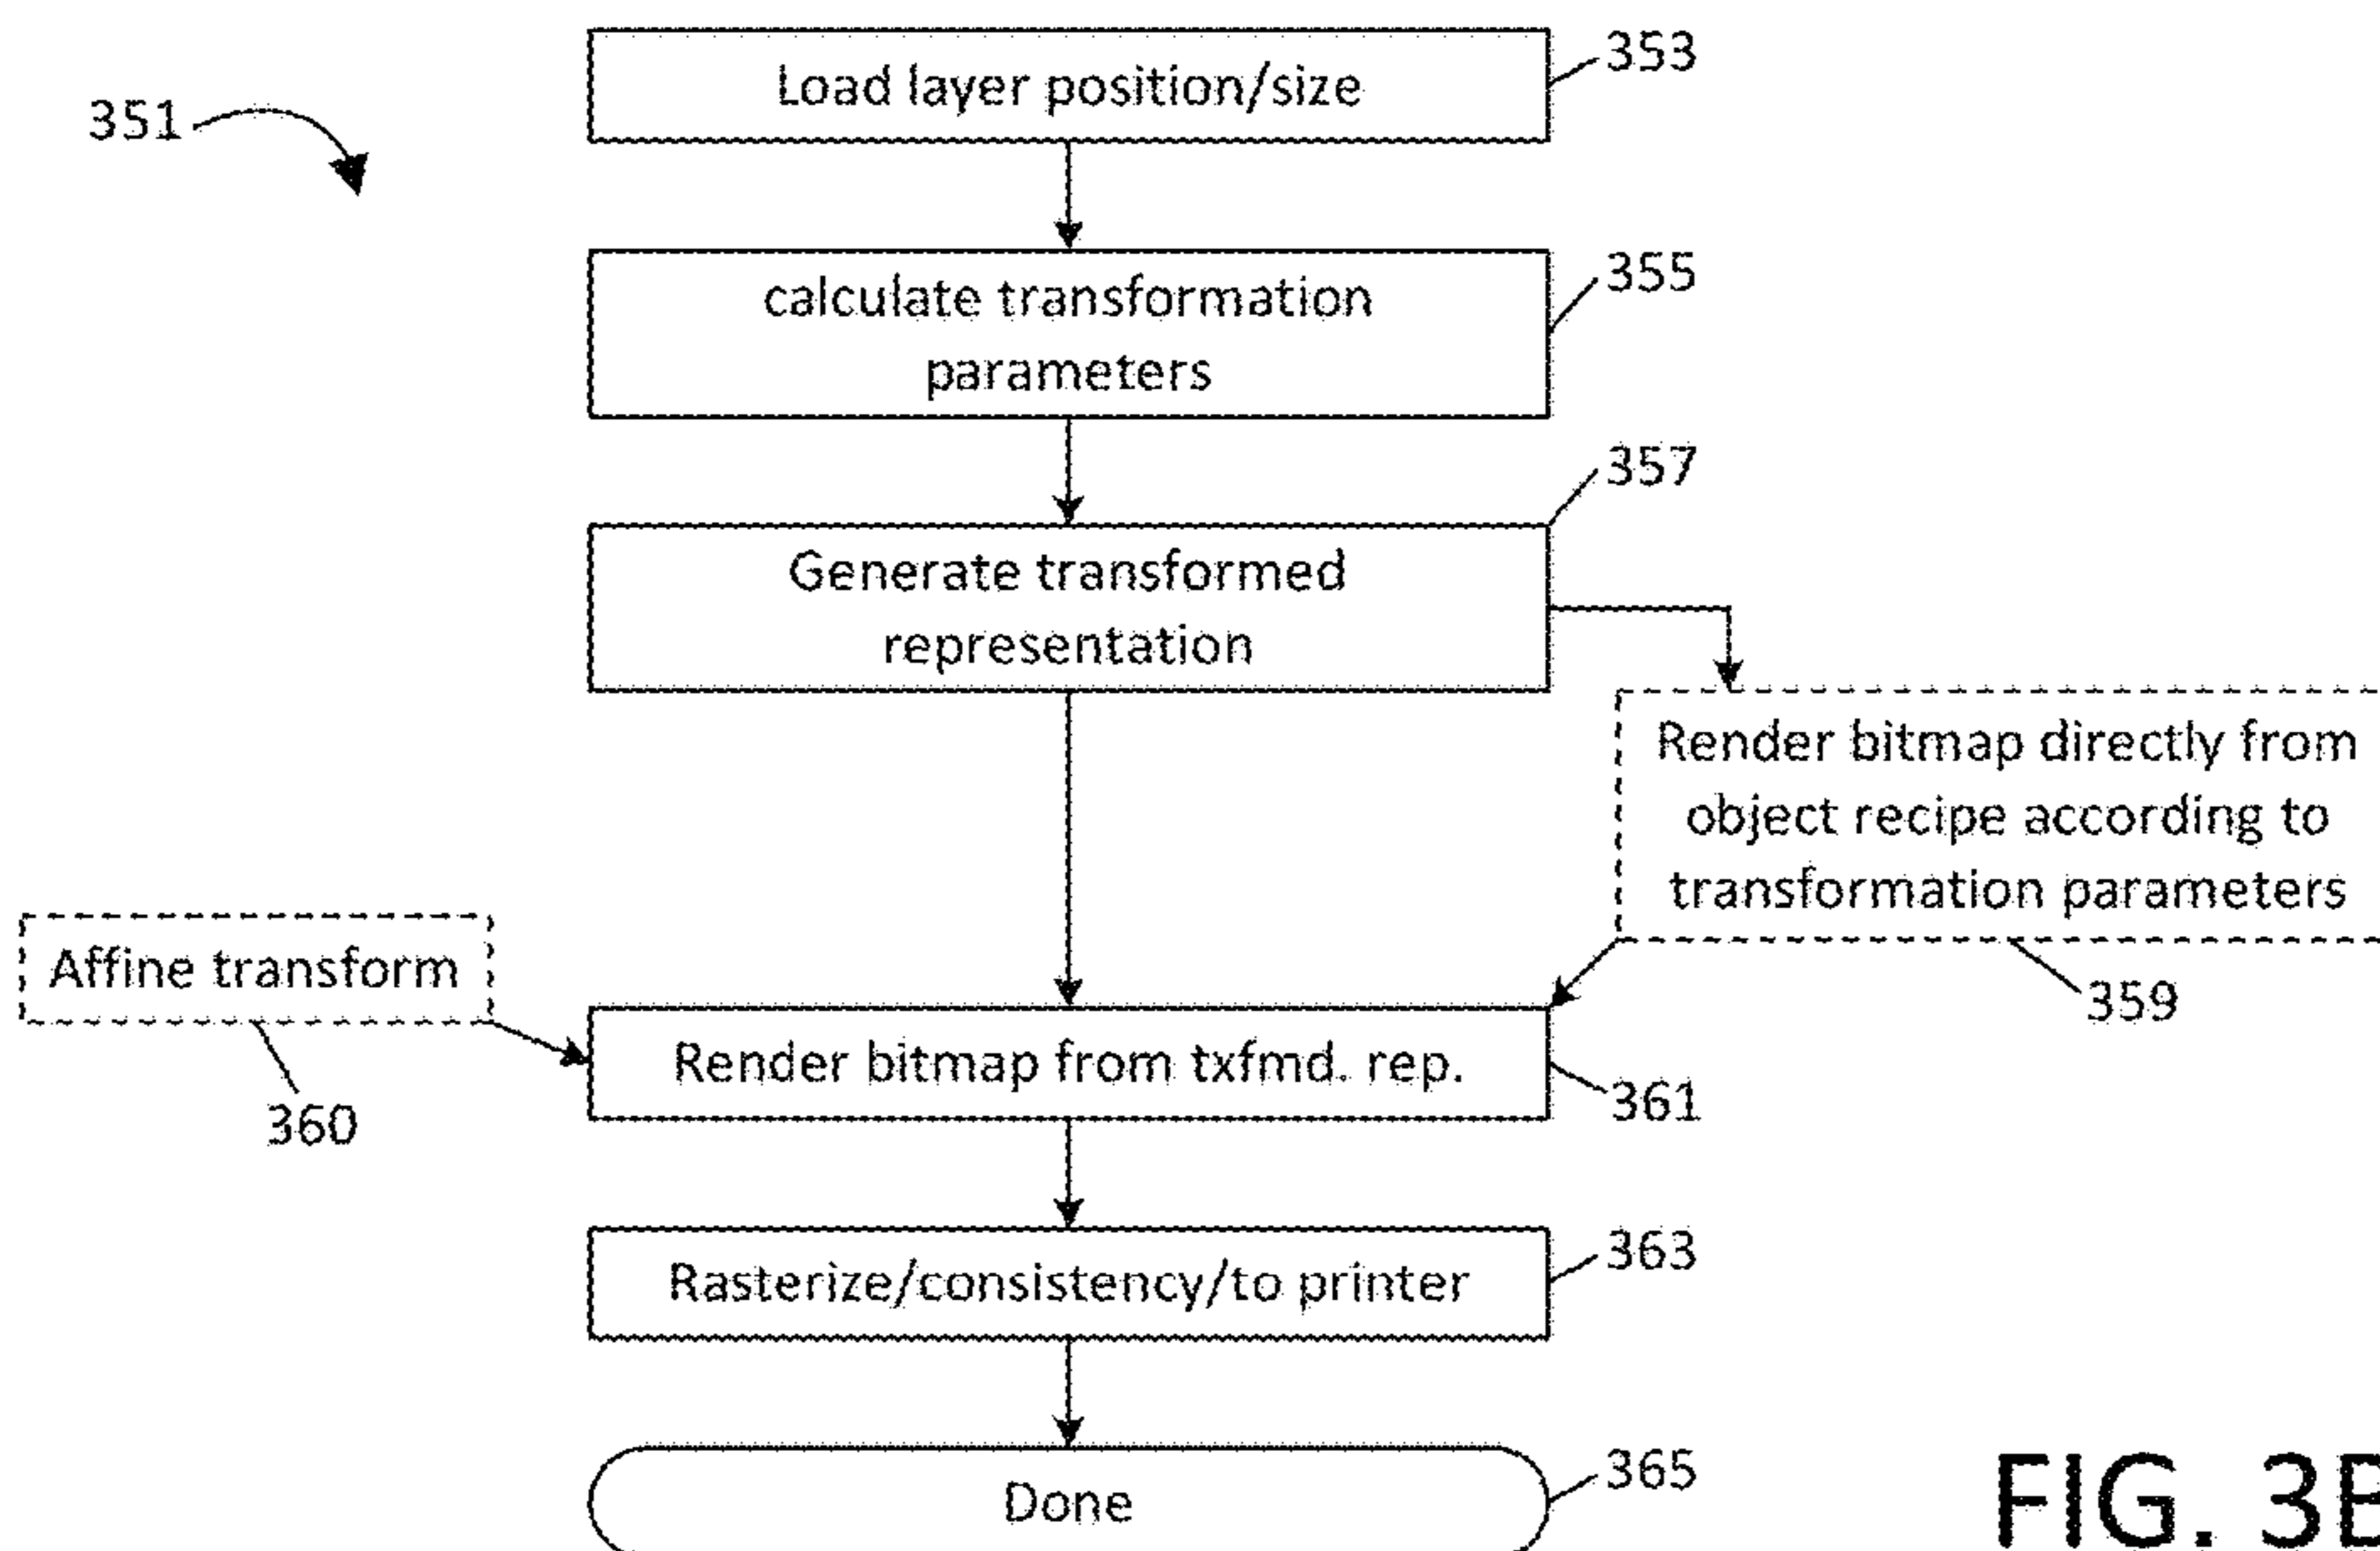 Load layer position/size
353
351
calculate transformation
parameters
355
357
Generate transformed
representation
Render bitmap directly from
object recipe according to
transformation parameters
359
Affine transform
360
Render bitmap from txfmd. rep.
361
Rasterize/consistency/to printer
363
Done
365
FIG. 3B